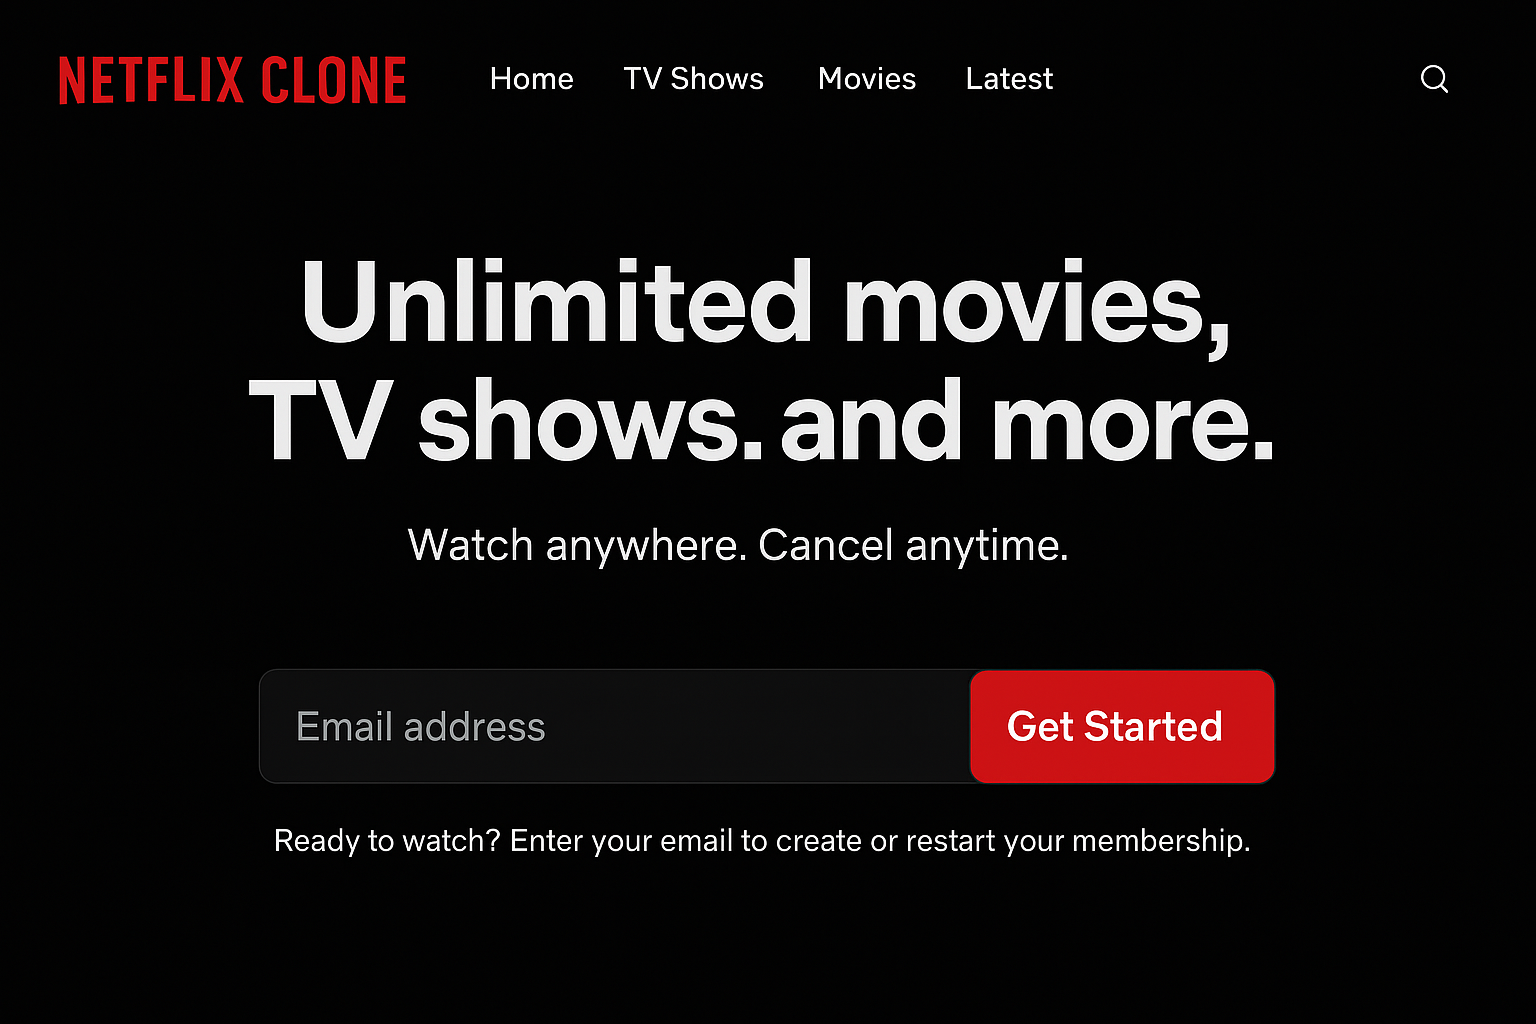 NETFLIX CLONE Home TV Shows Movies Latest
Unlimited movies,
TV shows. and more.
Watch anywhere. Cancel anytime.
Email address Get Started
Ready to watch? Enter your email to create or restart your membership.